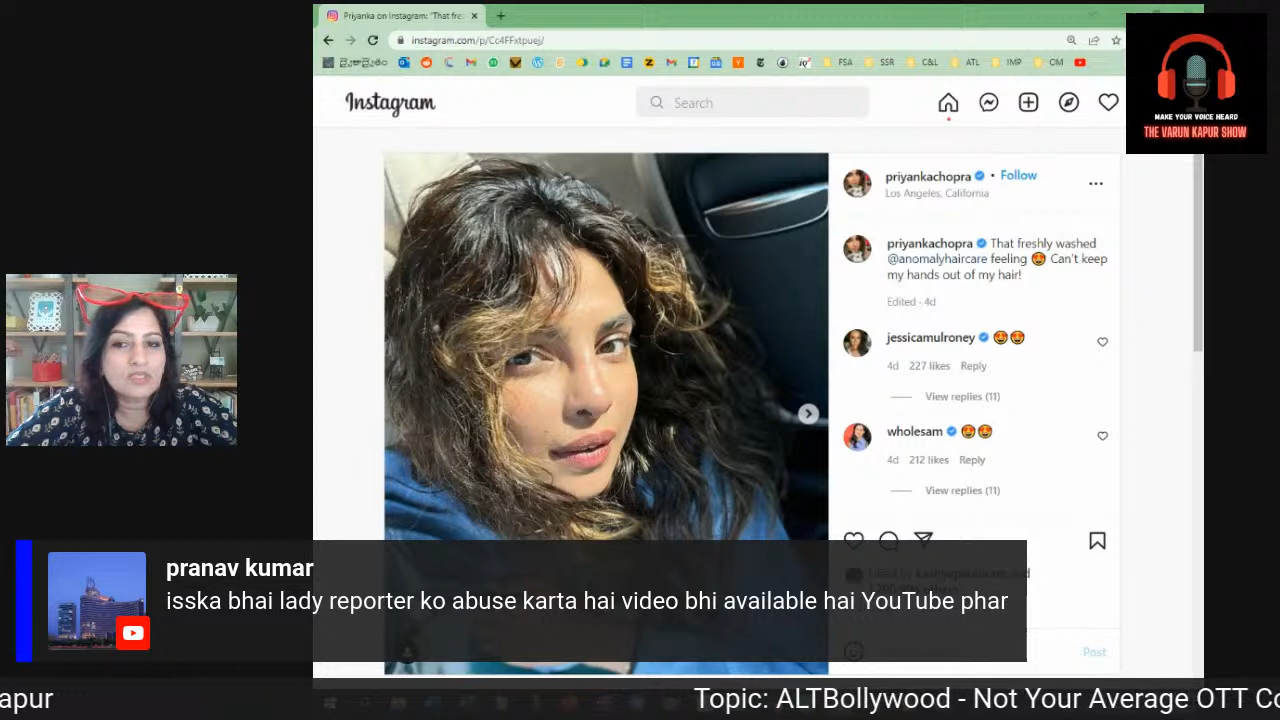 Priyanka on Instagram: "That fre:
instagram.com/p/Cc4FFxtpuej/
FSA SSR C&L ATL IMP OM
Instagram
Search
MAKE YOUR VOICE HEARD
THE VARUN KAPUR SHOW
priyankachopra • Follow
Los Angeles, California
priyankachopra That freshly washed
@anomalyhaircare feeling 😍 Can't keep
my hands out of my hair!
Edited · 4d
jessicamulroney 😍😍
4d 227 likes Reply
View replies (11)
wholesam 😍😍
4d 212 likes Reply
View replies (11)
Post
pranav kumar
isska bhai lady reporter ko abuse karta hai video bhi available hai YouTube phar
apur
Topic: ALTBollywood - Not Your Average OTT Co